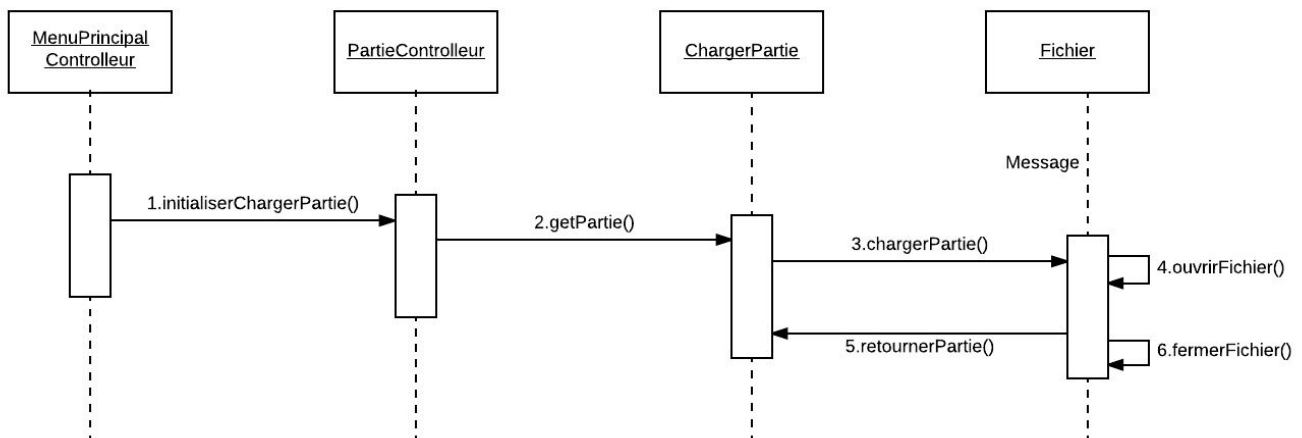 MenuPrincipal
Controlleur
PartieControlleur
ChargerPartie
Fichier
Message
1.initialiserChargerPartie()
2.getPartie()
3.chargerPartie()
4.ouvrirFichier()
5.retournerPartie()
6.fermerFichier()